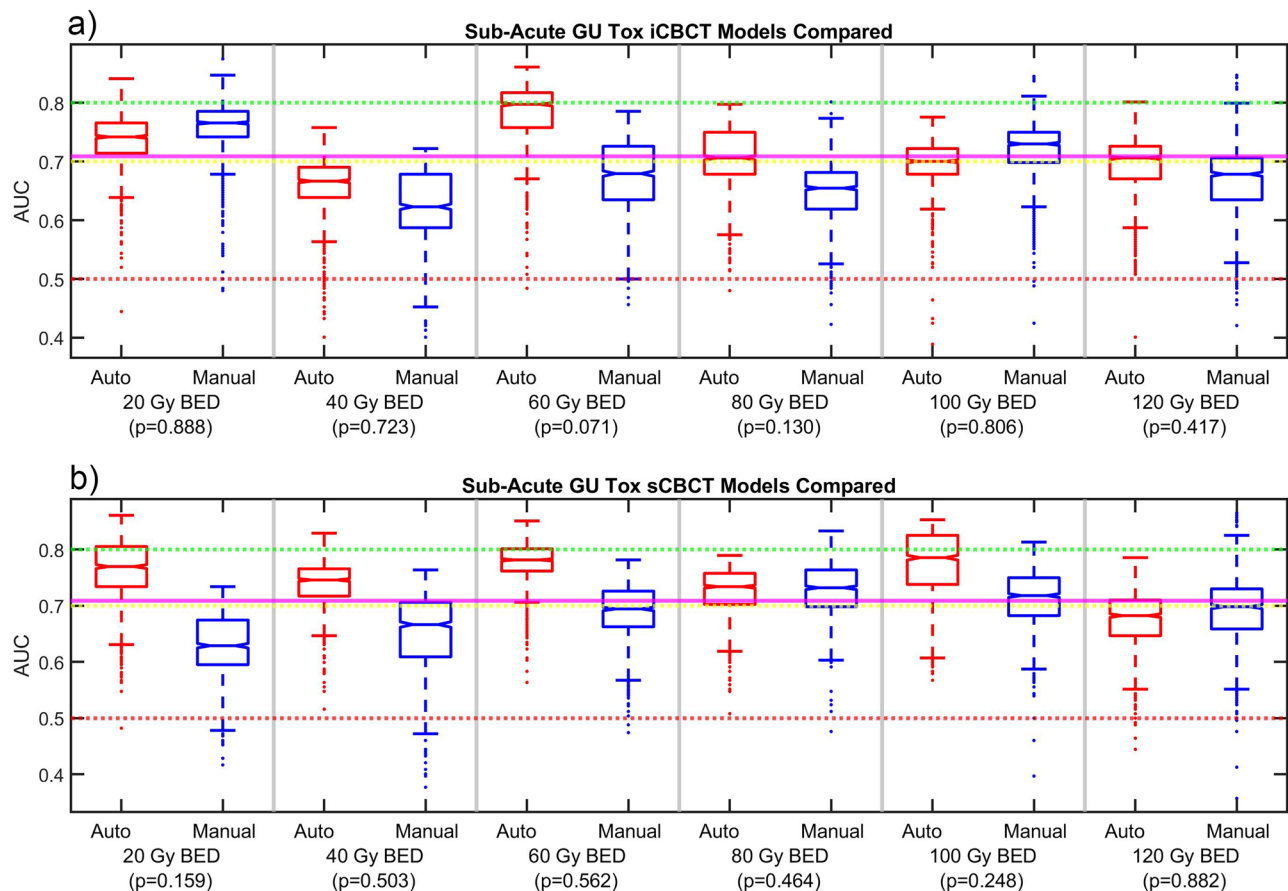 a)
Sub-Acute GU Tox iCBCT Models Compared
AUC
0.8
0.7
0.6
0.5
0.4
Auto Manual Auto Manual Auto Manual Auto Manual Auto Manual Auto Manual
20 Gy BED 40 Gy BED 60 Gy BED 80 Gy BED 100 Gy BED 120 Gy BED
(p=0.888) (p=0.723) (p=0.071) (p=0.130) (p=0.806) (p=0.417)
b)
Sub-Acute GU Tox sCBCT Models Compared
AUC
0.8
0.7
0.6
0.5
0.4
Auto Manual Auto Manual Auto Manual Auto Manual Auto Manual Auto Manual
20 Gy BED 40 Gy BED 60 Gy BED 80 Gy BED 100 Gy BED 120 Gy BED
(p=0.159) (p=0.503) (p=0.562) (p=0.464) (p=0.248) (p=0.882)